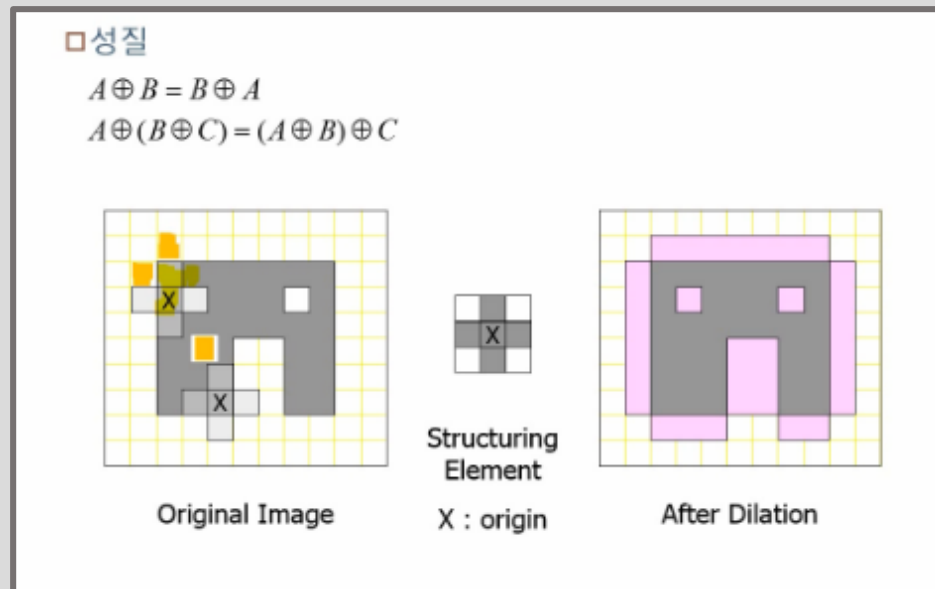 성질
A⊕B = B⊕A
A⊕(B⊕C) = (A⊕B)⊕C
X
X
Original Image
X
Structuring
Element
X : origin
After Dilation